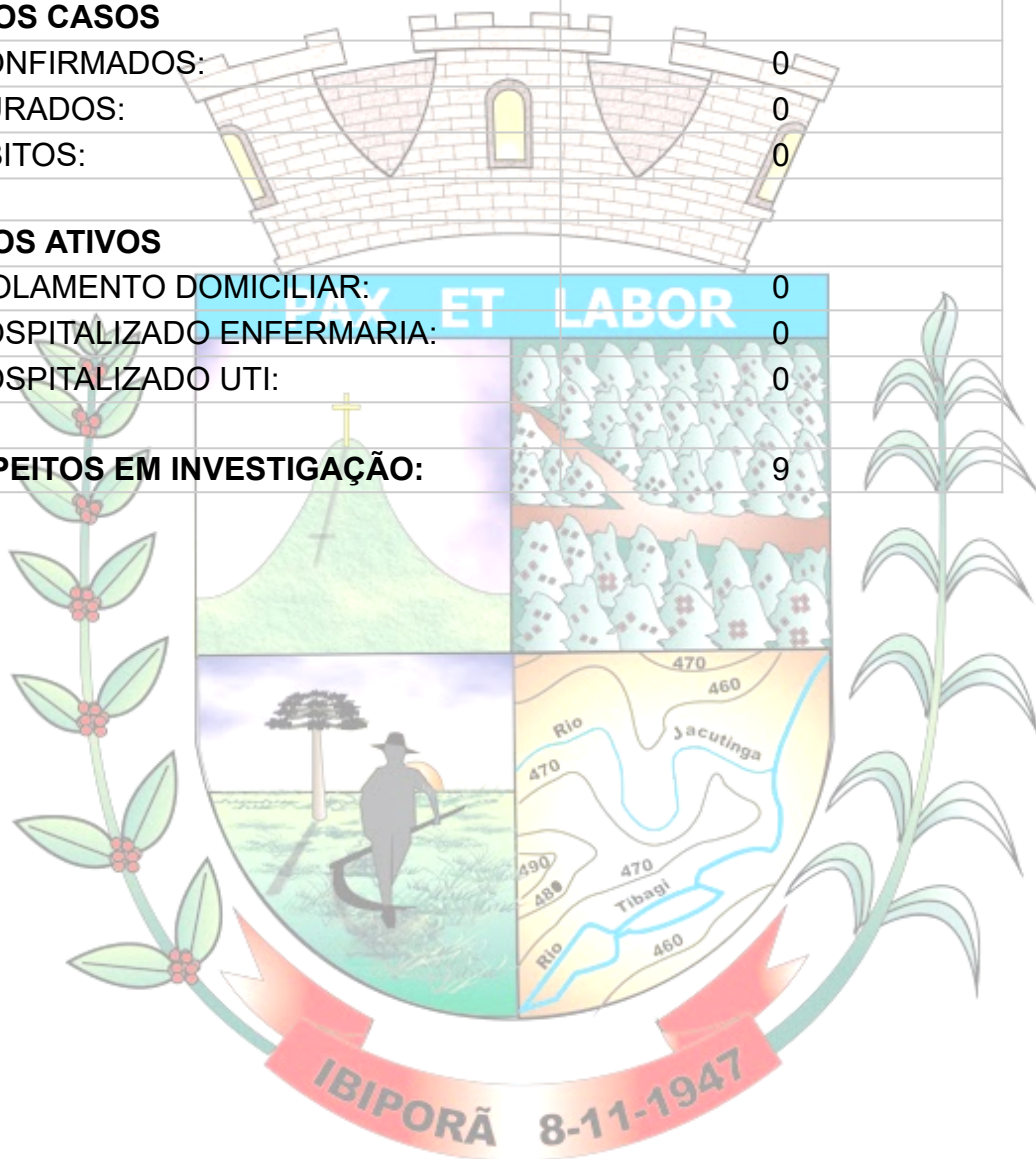 OS CASOS
ONFIRMADOS: 0
URADOS: 0
BITOS: 0
OS ATIVOS
OLAMENTO DOMICILIAR: 0
PAX ET LABOR
OSPITALIZADO ENFERMARIA: 0
OSPITALIZADO UTI: 0
PEITOS EM INVESTIGAÇÃO: 9
470
460
Rio Jacutinga
470
490
480
470
Rio Tibagi
460
IBIPORÃ 8-11-1947